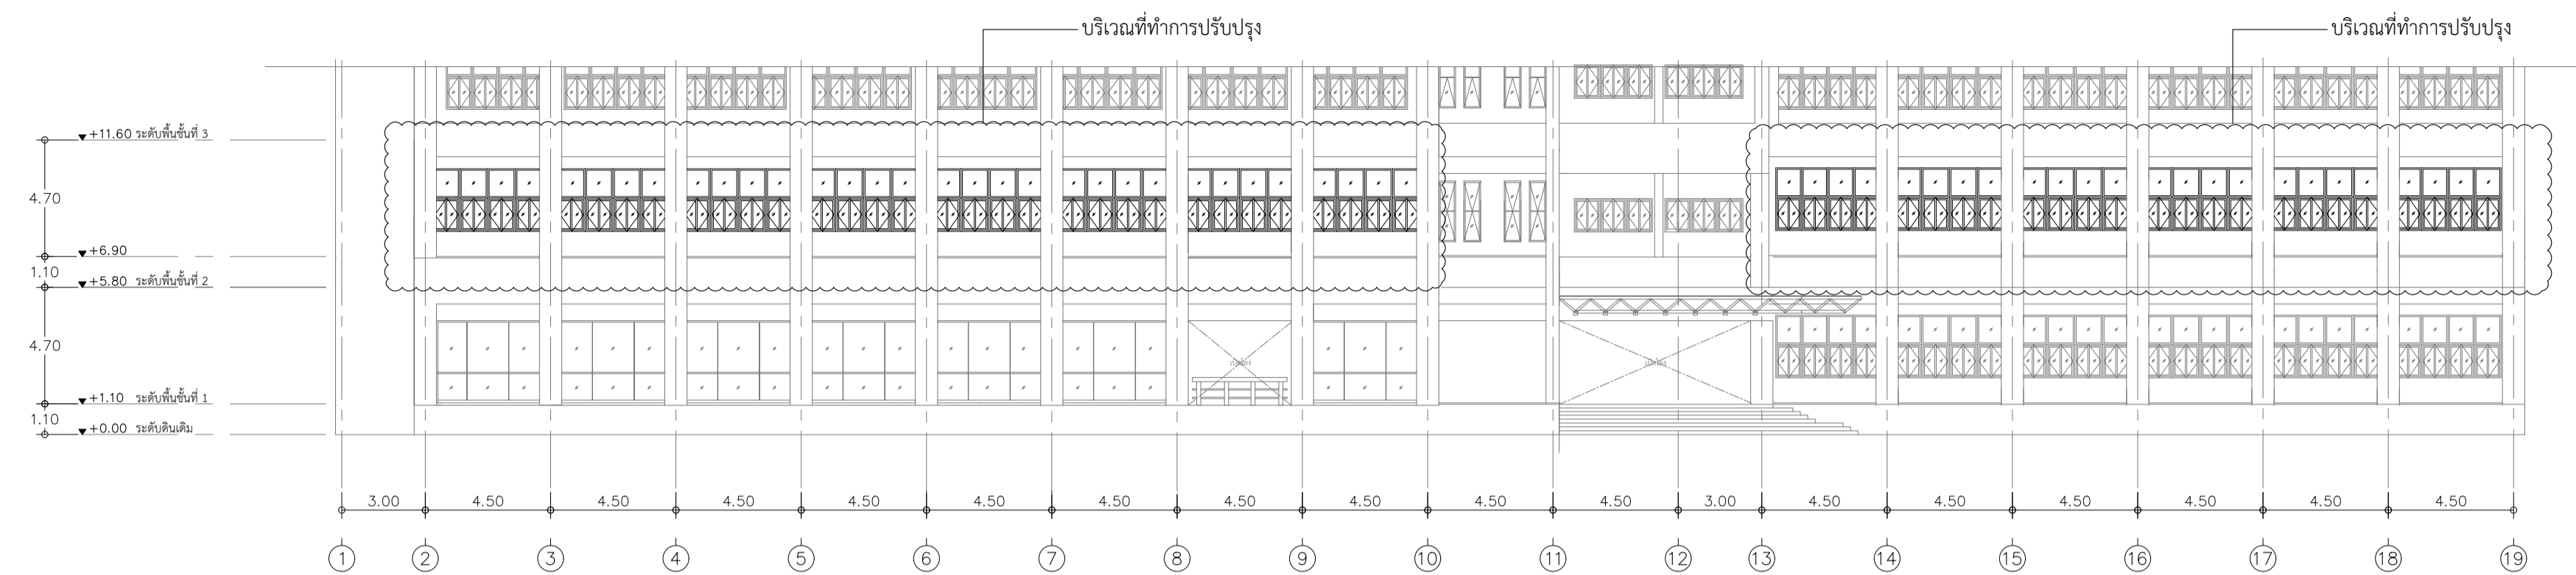 บริเวณที่ทำการปรับปรุง
บริเวณที่ทำการปรับปรุง
+11.60 ระดับพื้นชั้นที่ 3
4.70
+6.90
1.10
+5.80 ระดับพื้นชั้นที่ 2
4.70
+1.10 ระดับพื้นชั้นที่ 1
1.10
+0.00 ระดับดินเดิม
3.00 4.50 4.50 4.50 4.50 4.50 4.50 4.50 4.50 4.50 4.50 3.00 4.50 4.50 4.50 4.50 4.50 4.50
1 2 3 4 5 6 7 8 9 10 11 12 13 14 15 16 17 18 19